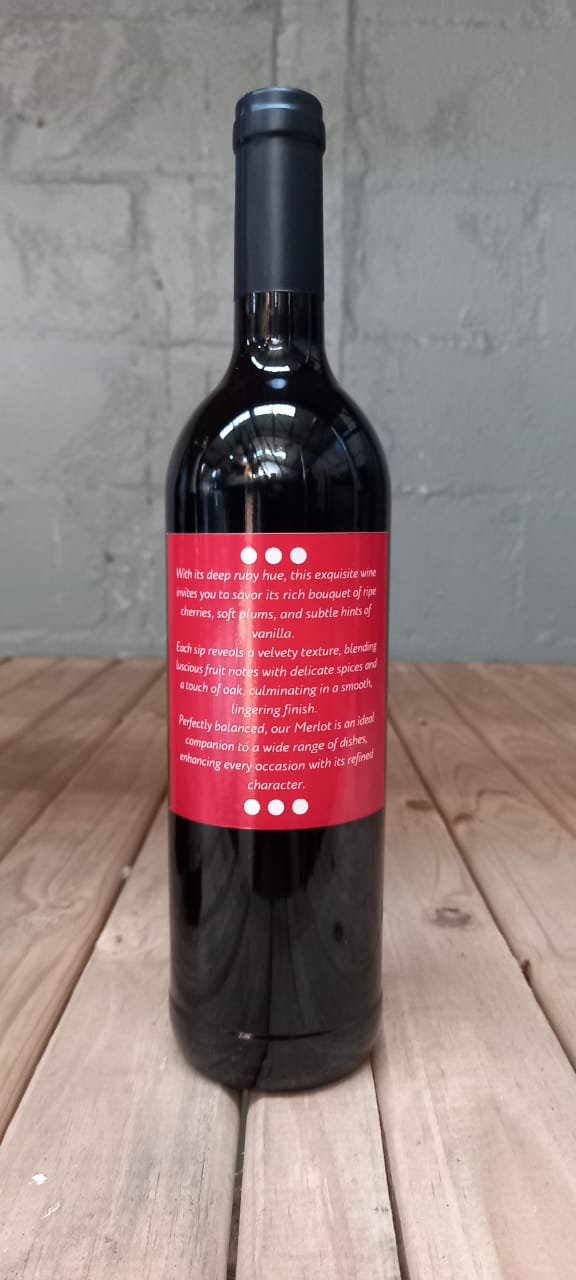 With its deep ruby hue, this exquisite wine
invites you to savor its rich bouquet of ripe
cherries, soft plums, and subtle hints of
vanilla.
Each sip reveals a velvety texture, blending
luscious fruit notes with delicate spices and
a touch of oak, culminating in a smooth,
lingering finish.
Perfectly balanced, our Merlot is an ideal
companion to a wide range of dishes,
enhancing every occasion with its refined
character.